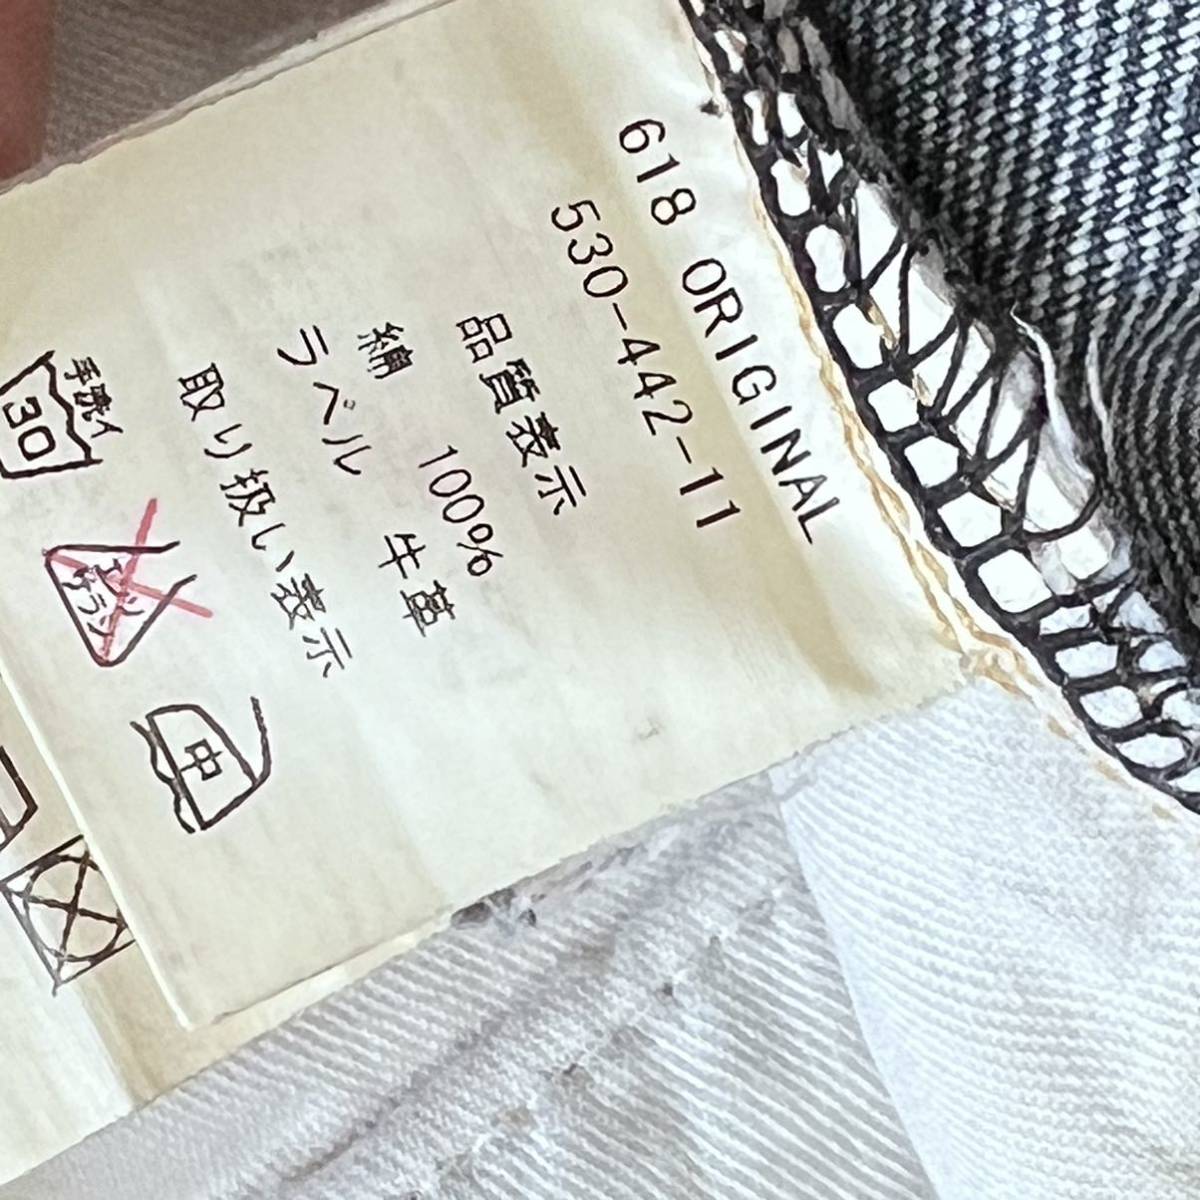 618 ORIGINAL
530-442-11
品質表示
綿 100%
ラベル 牛革
取り扱い表示
手洗イ
30
エンソ
サラシ
中